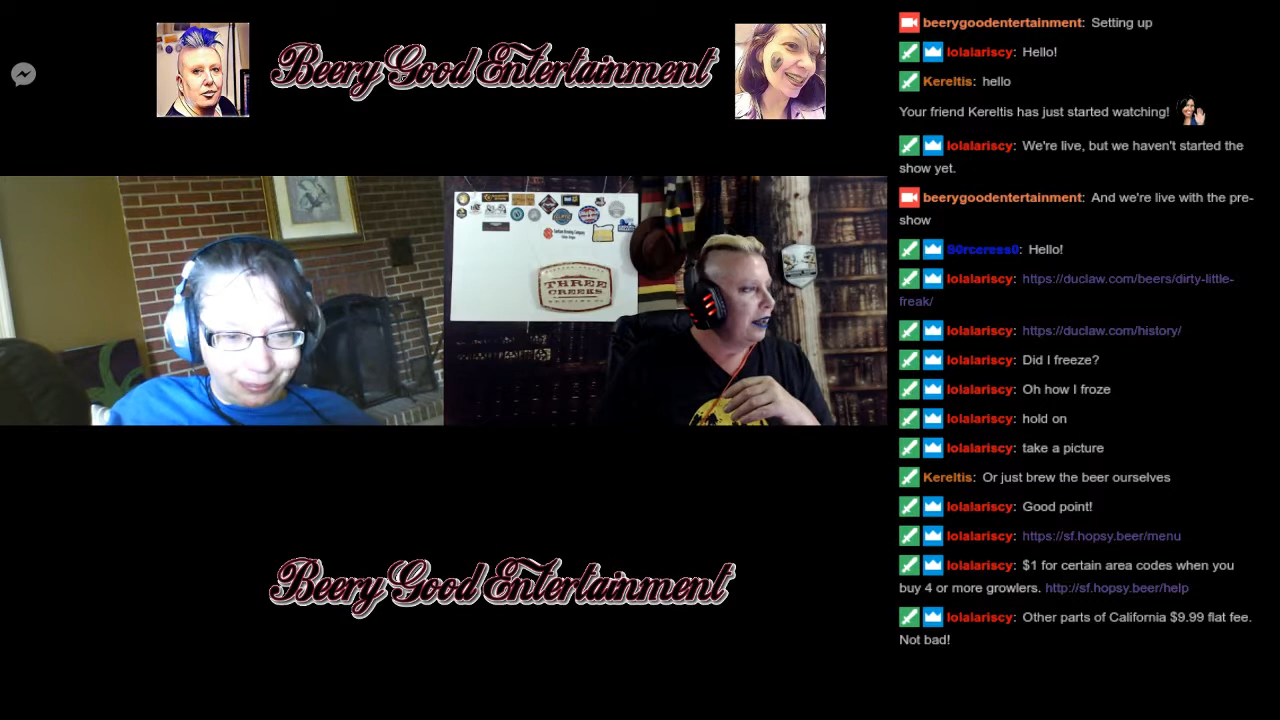 Beery Good Entertainment
THREE
CREEKS
Beery Good Entertainment
beerygoodentertainment: Setting up
lolalariscy: Hello!
Kereltis: hello
Your friend Kereltis has just started watching!
lolalariscy: We're live, but we haven't started the
show yet.
beerygoodentertainment: And we're live with the pre-
show
S0rceress0: Hello!
lolalariscy: https://duclaw.com/beers/dirty-little-
freak/
lolalariscy: https://duclaw.com/history/
lolalariscy: Did I freeze?
lolalariscy: Oh how I froze
lolalariscy: hold on
lolalariscy: take a picture
Kereltis: Or just brew the beer ourselves
lolalariscy: Good point!
lolalariscy: https://sf.hopsy.beer/menu
lolalariscy: $1 for certain area codes when you
buy 4 or more growlers. http://sf.hopsy.beer/help
lolalariscy: Other parts of California $9.99 flat fee.
Not bad!